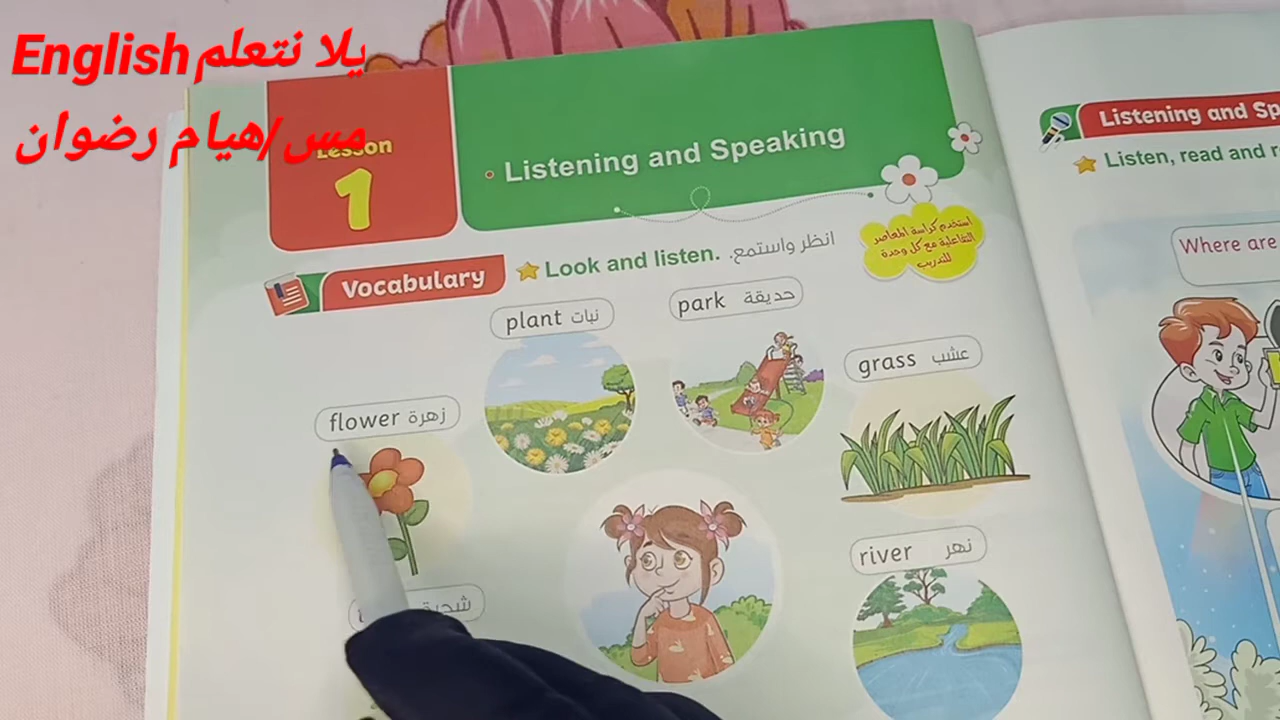 يلا نتعلم English
مس/هيام رضوان
Lesson
1
• Listening and Speaking
استخدم كراسة المعاصر
التفاعلية مع كل وحدة
للتدريب
Vocabulary
Look and listen. انظر واستمع.
plant نبات
park حديقة
grass عشب
flower زهرة
river نهر
Listening and
Listen, read and
Where are